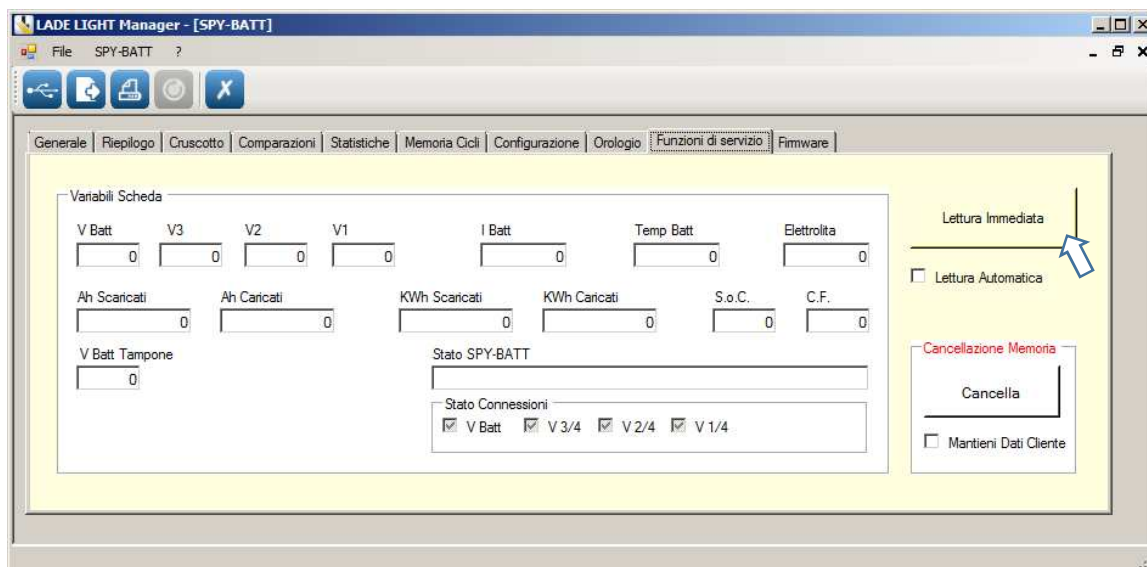 LADE LIGHT Manager - [SPY-BATT]
File SPY-BATT ?
Generale Riepilogo Cruscotto Comparazioni Statistiche Memoria Cicli Configurazione Orologio Funzioni di servizio Firmware
Variabili Scheda
V Batt V3 V2 V1 I Batt Temp Batt Elettrolita
0 0 0 0 0 0 0
Lettura Immediata
Lettura Automatica
Ah Scaricati Ah Caricati KWh Scaricati KWh Caricati S.o.C. C.F.
0 0 0 0 0 0
V Batt Tampone Stato SPY-BATT
0
Stato Connessioni
V Batt V 3/4 V 2/4 V 1/4
Cancellazione Memoria
Cancella
Mantieni Dati Cliente